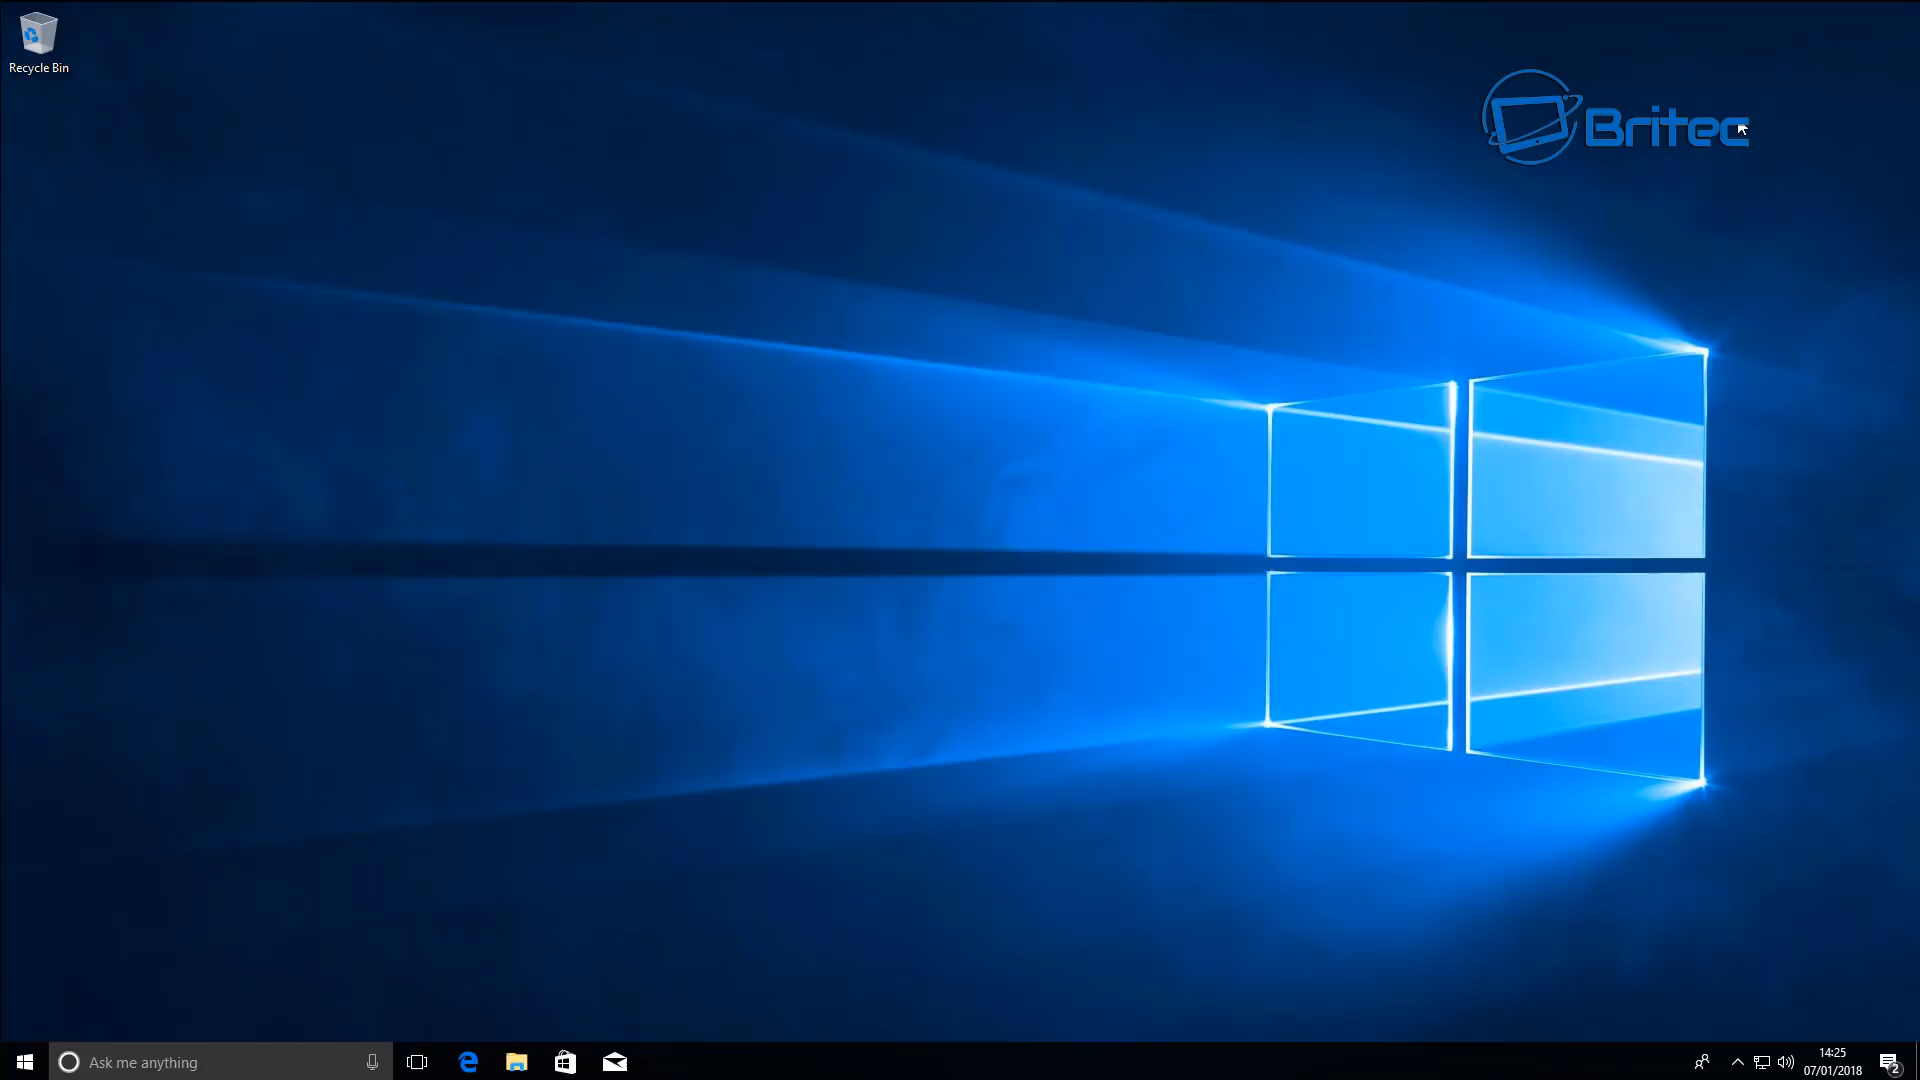 Recycle Bin
Britec
Ask me anything
14:25
07/01/2018
2